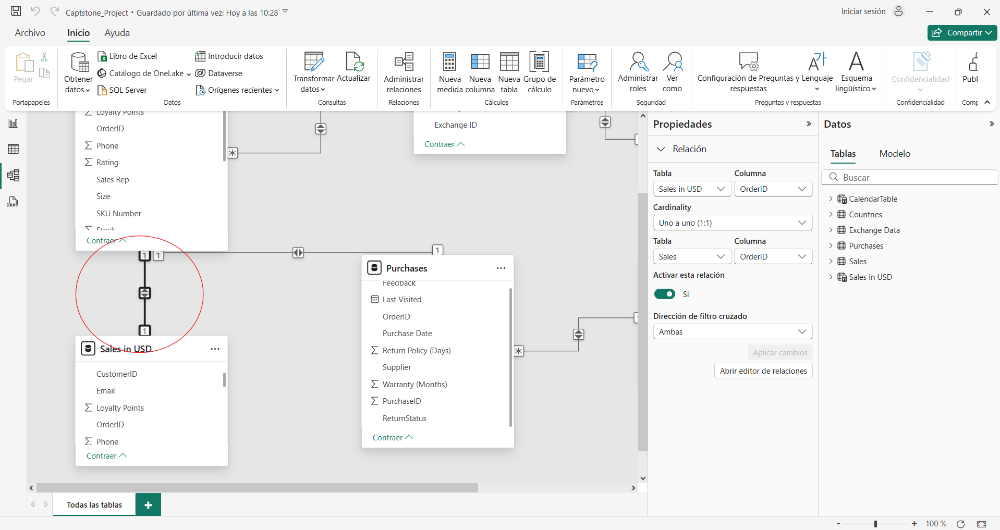 Captstone_Project • Guardado por última vez: Hoy a las 10:28
Iniciar sesión
Archivo
Inicio
Ayuda
Compartir
Pegar
Portapapeles
Obtener datos
Libro de Excel
Catálogo de OneLake
SQL Server
Introducir datos
Dataverse
Orígenes recientes
Datos
Transformar datos
Actualizar
Consultas
Administrar relaciones
Relaciones
Nueva medida
Nueva columna
Nueva tabla
Grupo de cálculo
Cálculos
Parámetro nuevo
Parámetros
Administrar roles
Ver como
Seguridad
Configuración de Preguntas y respuestas
Lenguaje
Esquema lingüístico
Preguntas y respuestas
Confidencialidad
Confidencialidad
Publ
Comp
DAX
Loyalty Points
OrderID
Phone
Rating
Sales Rep
Size
SKU Number
Stock
Contraer
Exchange ID
Contraer
1
1
1
1
Sales in USD
CustomerID
Email
Loyalty Points
OrderID
Phone
Contraer
Purchases
Feedback
Last Visited
OrderID
Purchase Date
Return Policy (Days)
Supplier
Warranty (Months)
PurchaseID
ReturnStatus
Contraer
Propiedades
Relación
Tabla
Columna
Sales in USD
OrderID
Cardinality
Uno a uno (1:1)
Tabla
Columna
Sales
OrderID
Activar esta relación
Sí
Dirección de filtro cruzado
Ambas
Aplicar cambios
Abrir editor de relaciones
Datos
Tablas
Modelo
Buscar
CalendarTable
Countries
Exchange Data
Purchases
Sales
Sales in USD
Todas las tablas
100 %